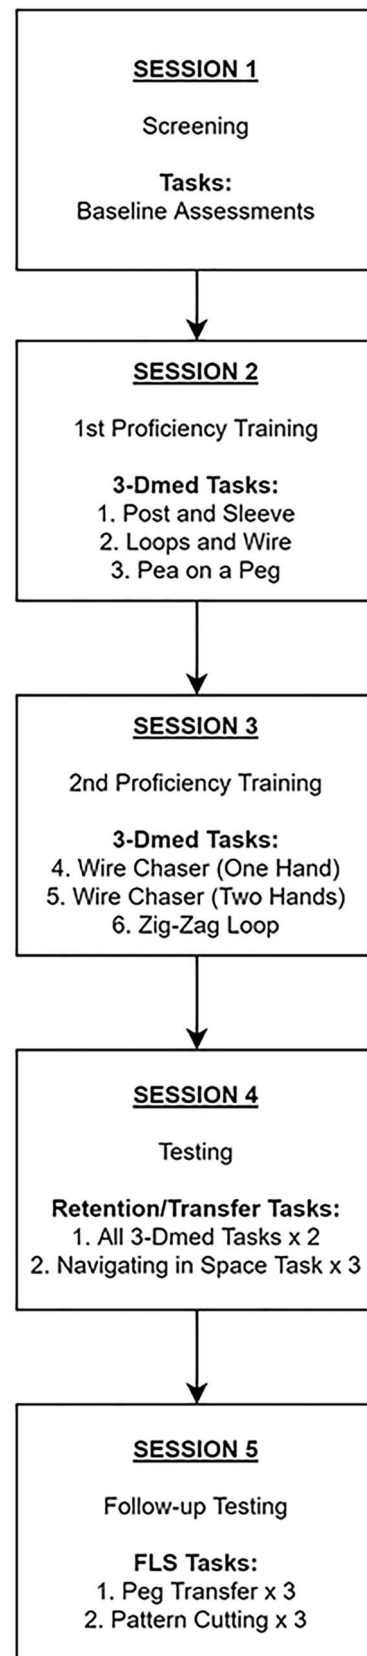 SESSION 1
Screening
Tasks:
Baseline Assessments
SESSION 2
1st Proficiency Training
3-Dmed Tasks:
1. Post and Sleeve
2. Loops and Wire
3. Pea on a Peg
SESSION 3
2nd Proficiency Training
3-Dmed Tasks:
4. Wire Chaser (One Hand)
5. Wire Chaser (Two Hands)
6. Zig-Zag Loop
SESSION 4
Testing
Retention/Transfer Tasks:
1. All 3-Dmed Tasks x 2
2. Navigating in Space Task x 3
SESSION 5
Follow-up Testing
FLS Tasks:
1. Peg Transfer x 3
2. Pattern Cutting x 3